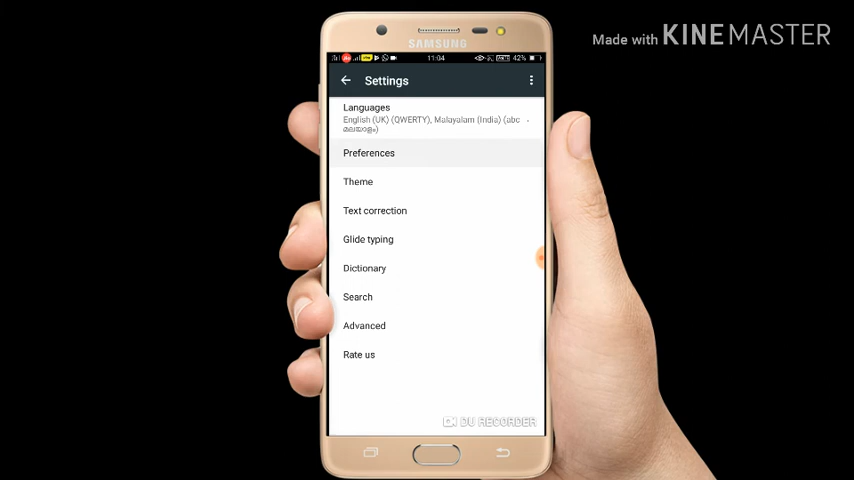 Made with KINEMASTER
SAMSUNG
11:04
42%
Settings
Languages
English (UK) (QWERTY), Malayalam (India) (abc
മലയാളം)
Preferences
Theme
Text correction
Glide typing
Dictionary
Search
Advanced
Rate us
DU RECORDER